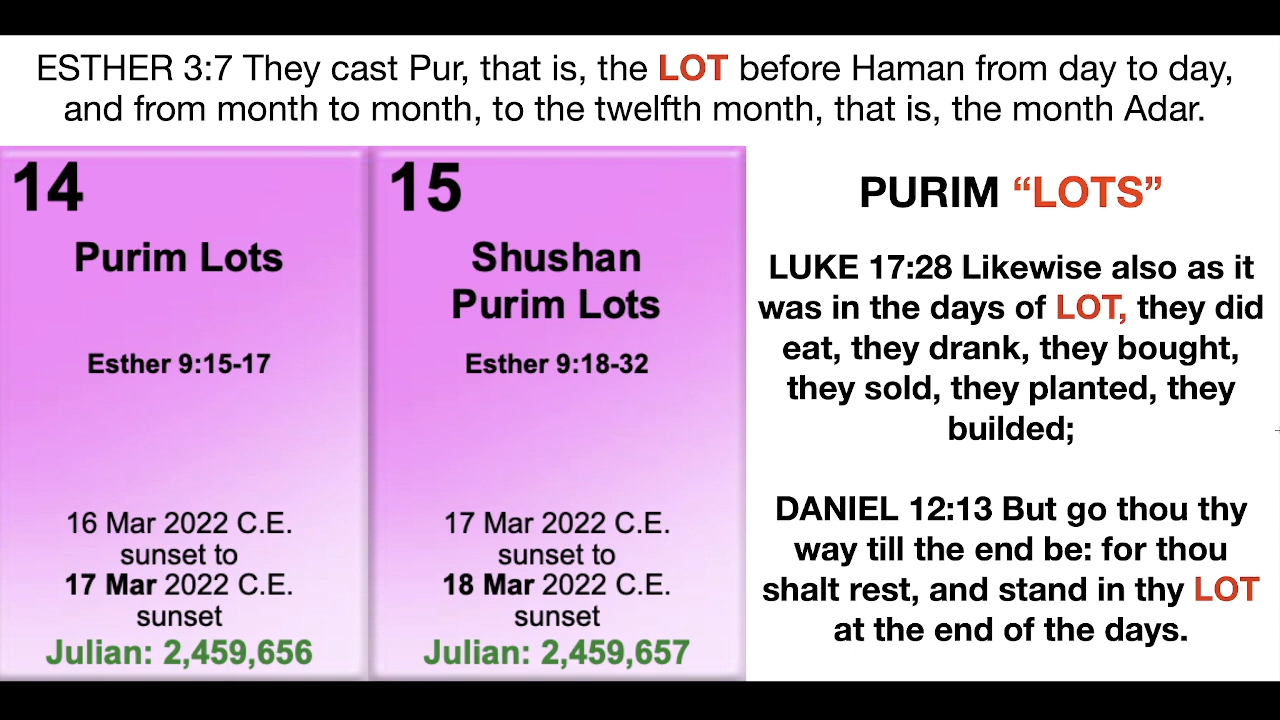 ESTHER 3:7 They cast Pur, that is, the LOT before Haman from day to day,
and from month to month, to the twelfth month, that is, the month Adar.
14
Purim Lots
Esther 9:15-17
16 Mar 2022 C.E.
sunset to
17 Mar 2022 C.E.
sunset
Julian: 2,459,656
15
Shushan
Purim Lots
Esther 9:18-32
17 Mar 2022 C.E.
sunset to
18 Mar 2022 C.E.
sunset
Julian: 2,459,657
PURIM “LOTS”
LUKE 17:28 Likewise also as it
was in the days of LOT, they did
eat, they drank, they bought,
they sold, they planted, they
builded;
DANIEL 12:13 But go thou thy
way till the end be: for thou
shalt rest, and stand in thy LOT
at the end of the days.